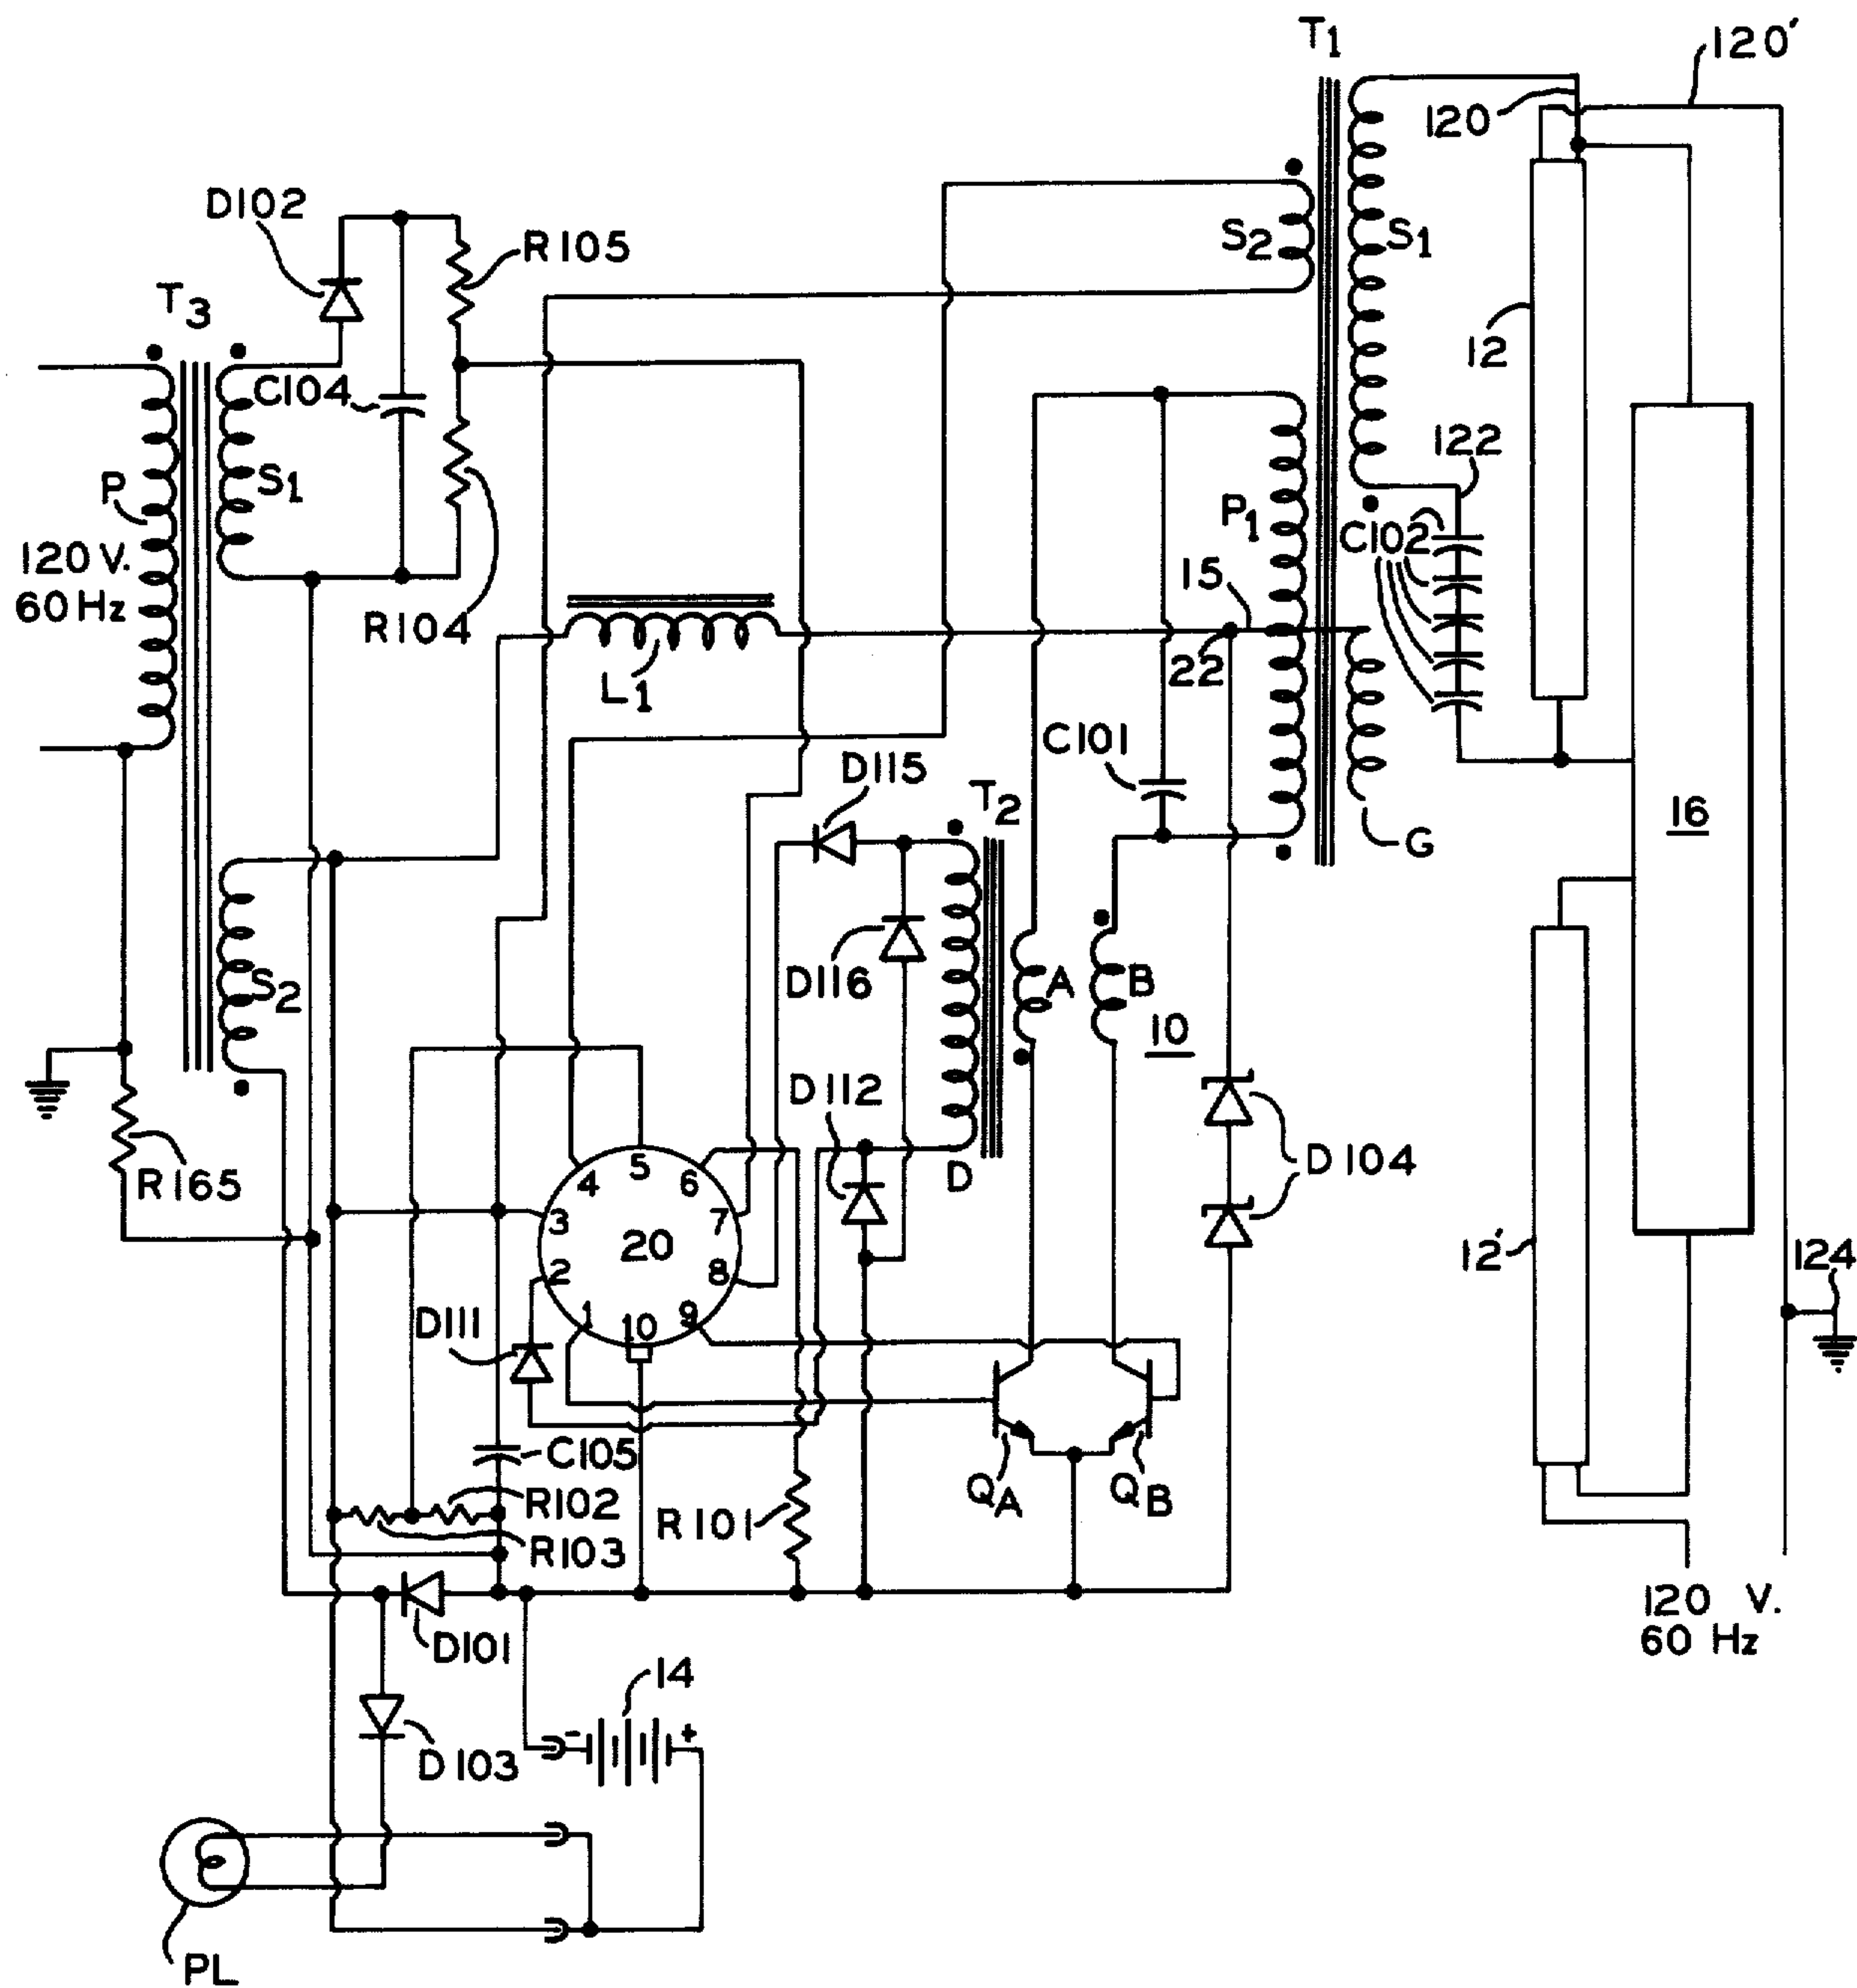 T1
120'
120
D102
R105
S2
S1
T3
12
C104
122
P
S1
P1
C102
120 V.
60 Hz
15
R104
L1
22
C101
D115
T2
16
G
S2
D116
A
B
10
124
D112
R165
D104
4
5
6
D
3
20
7
12'
2
8
D111
1
10
9
C105
QA
QB
R102
R101
R103
120 V.
60 Hz
D101
14
-
+
D103
PL